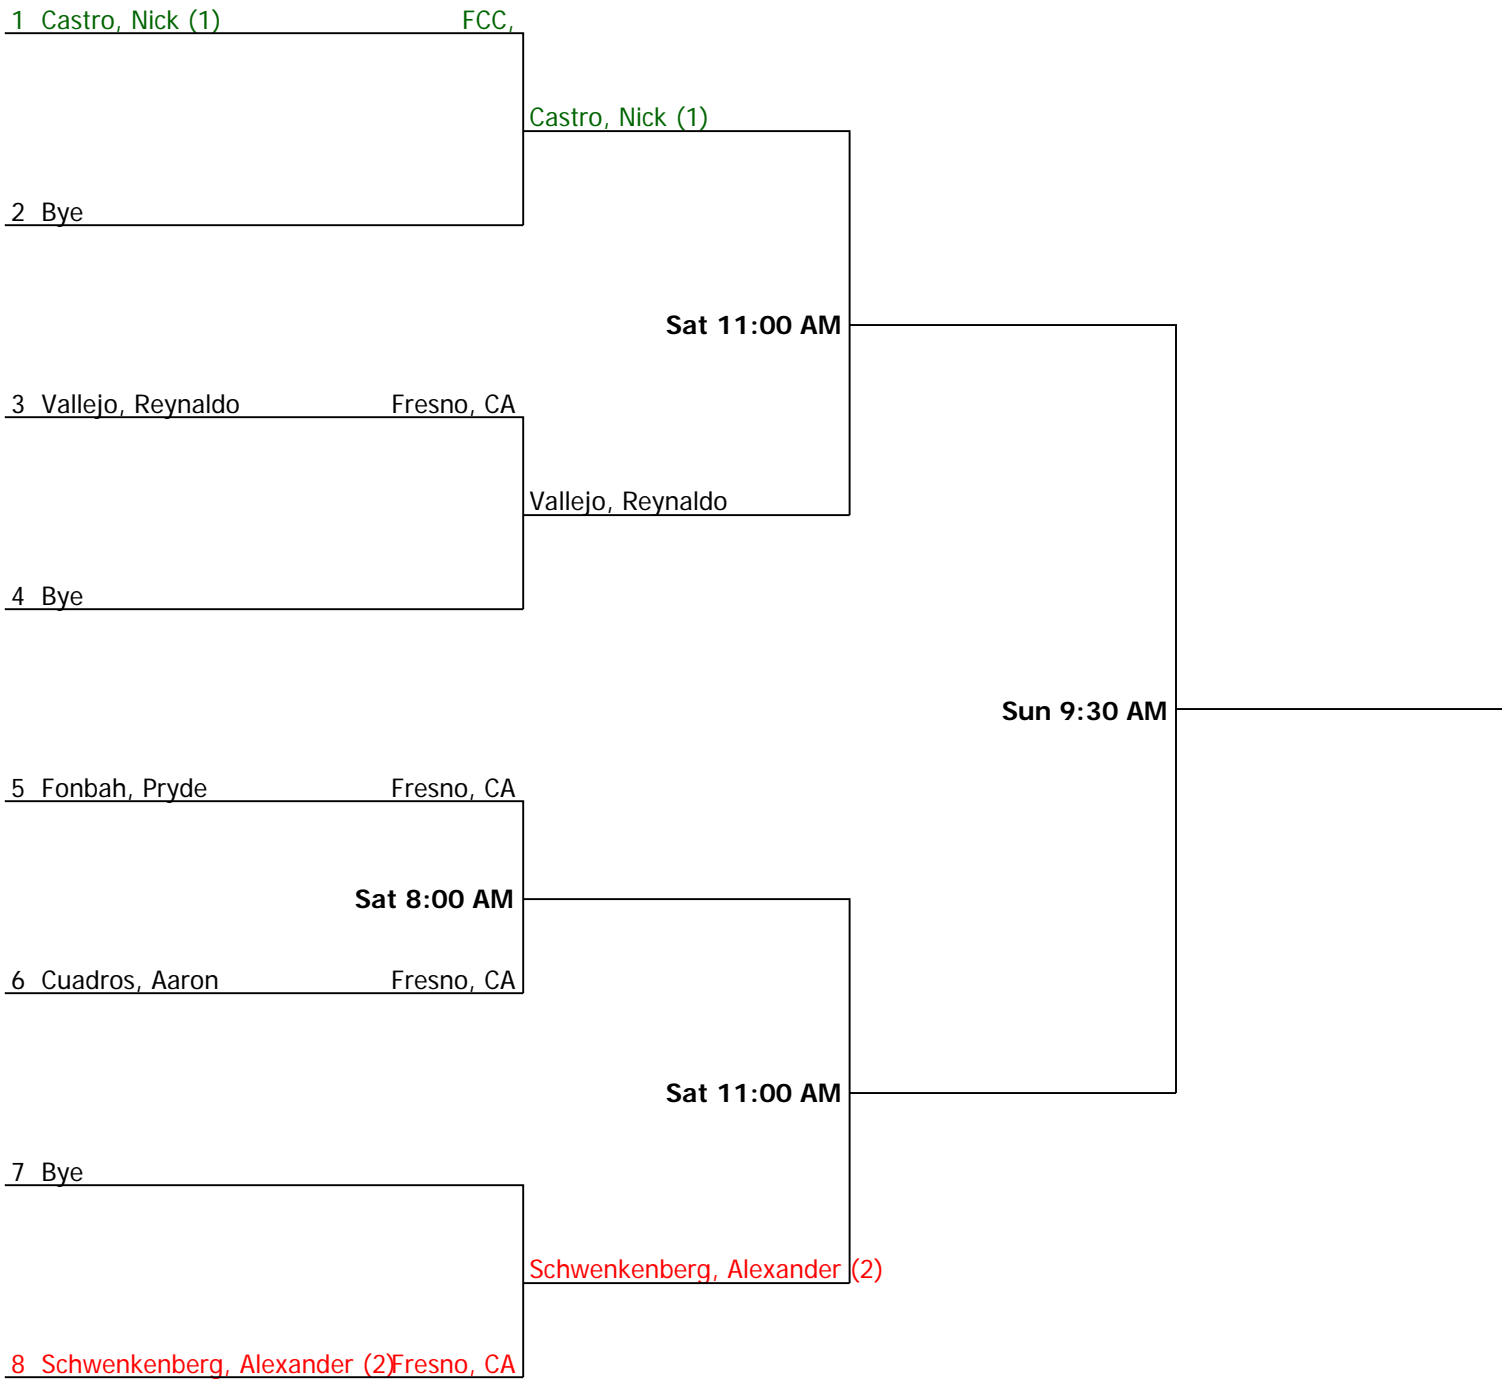 1 Castro, Nick (1) FCC,
Castro, Nick (1)
2 Bye
Sat 11:00 AM
3 Vallejo, Reynaldo Fresno, CA
Vallejo, Reynaldo
4 Bye
Sun 9:30 AM
5 Fonbah, Pryde Fresno, CA
Sat 8:00 AM
6 Cuadros, Aaron Fresno, CA
Sat 11:00 AM
7 Bye
Schwenkenberg, Alexander (2)
8 Schwenkenberg, Alexander (2) Fresno, CA